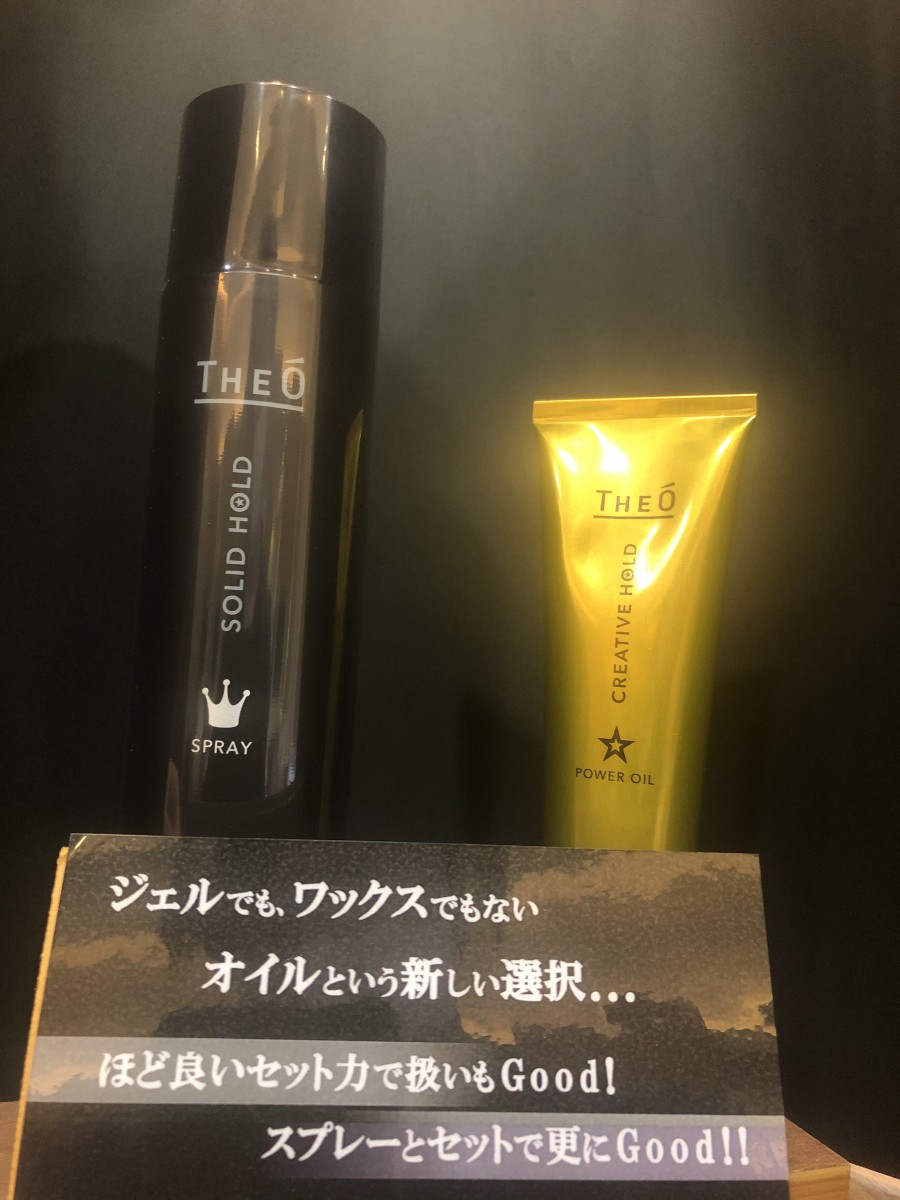 THEÓ
SOLID HOLD
SPRAY
THEÓ
CREATIVE HOLD
POWER OIL
ジェルでも、ワックスでもない
オイルという新しい選択...
ほど良いセット力で扱いもGood!
スプレーとセットで更にGood!!